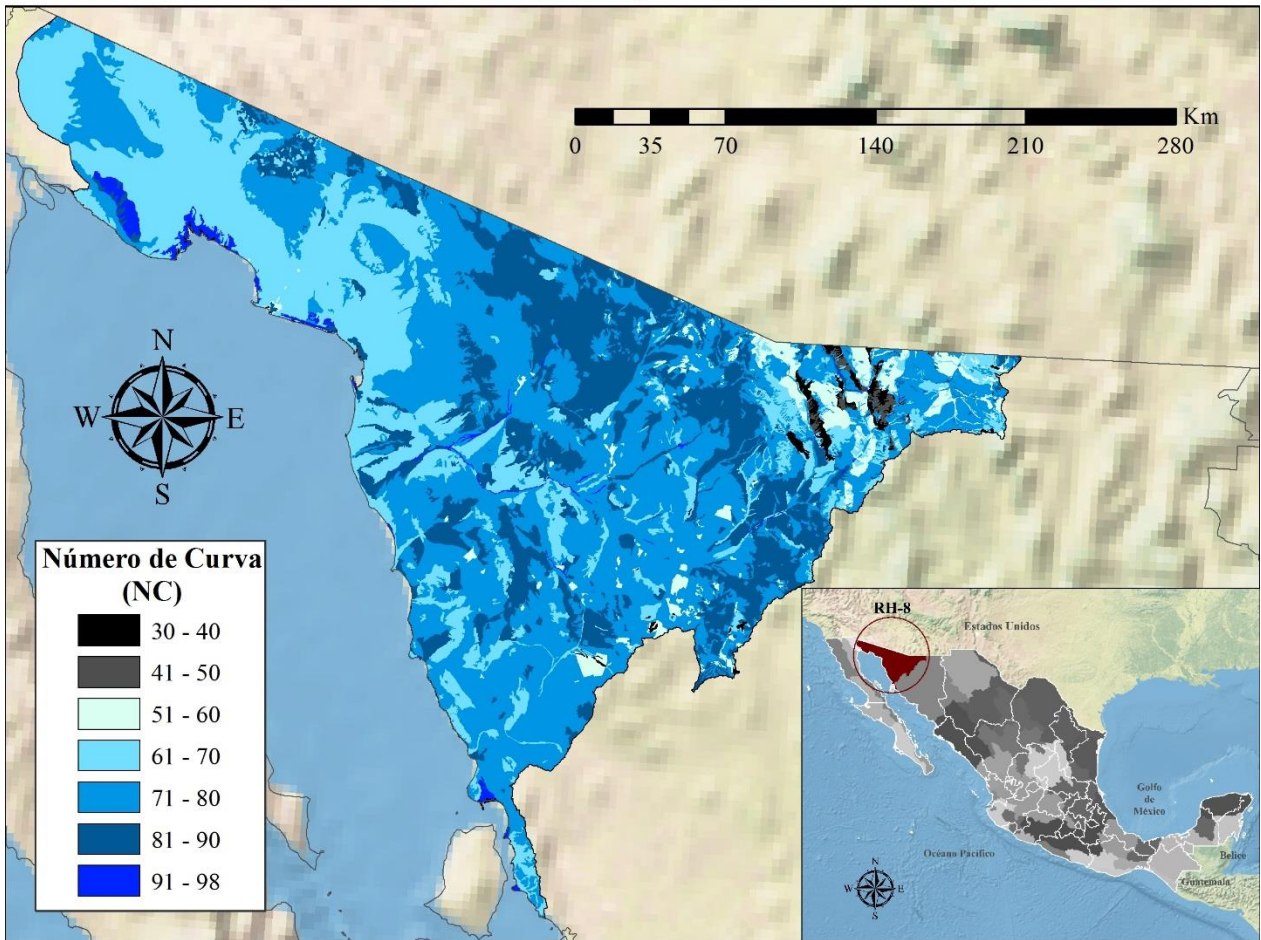 Km
0 35 70 140 210 280
N
W E
S
Número de Curva
(NC)
30 - 40
41 - 50
51 - 60
61 - 70
71 - 80
81 - 90
91 - 98
RH-8
Estados Unidos
Golfo
de
México
Océano Pacífico
Belice
Guatemala
N
W E
S